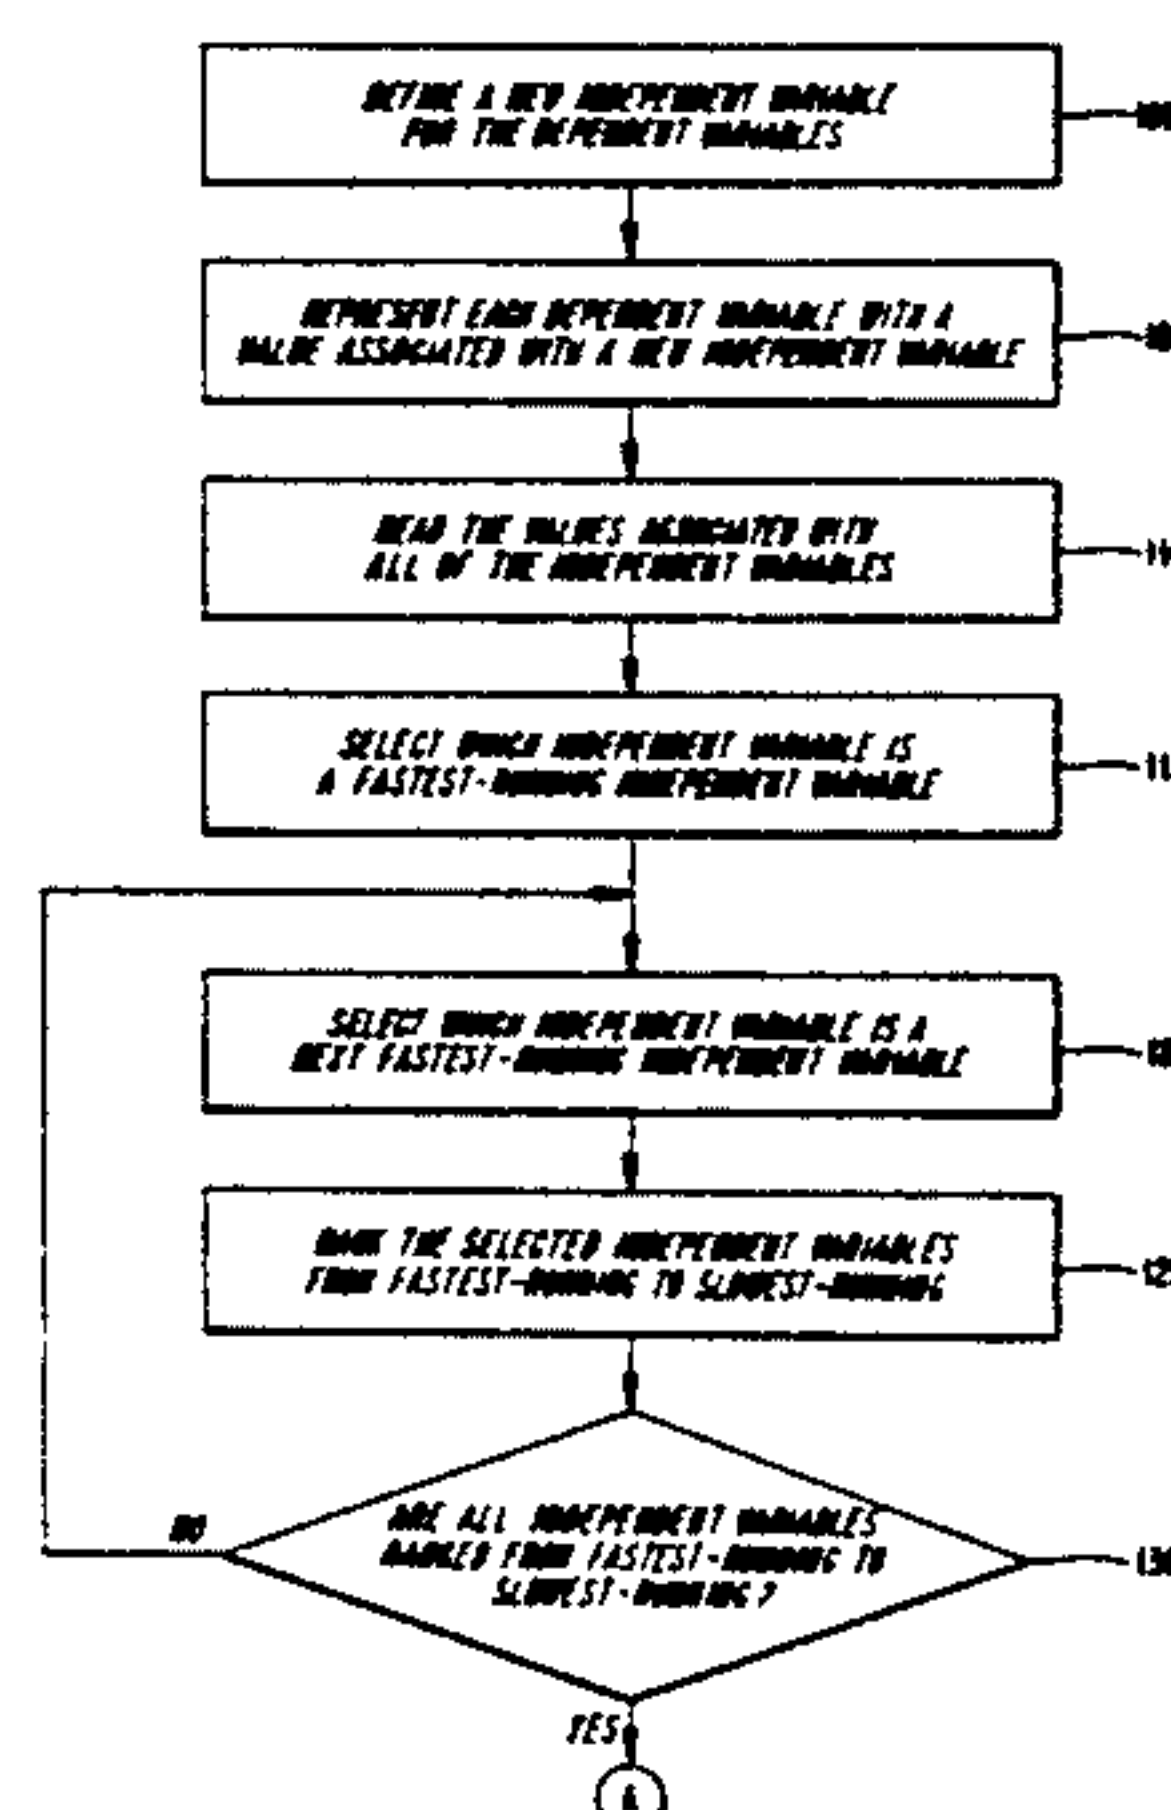 DEFINE A NEW INDEPENDENT VARIABLE
FOR THE DEPENDENT VARIABLES
REPRESENT EACH DEPENDENT VARIABLE WITH A
VALUE ASSOCIATED WITH A NEW INDEPENDENT VARIABLE
READ THE VALUES ASSOCIATED WITH
ALL OF THE INDEPENDENT VARIABLES
SELECT WHICH INDEPENDENT VARIABLE IS
A FASTEST-RUNNING INDEPENDENT VARIABLE
SELECT WHICH INDEPENDENT VARIABLE IS A
NEXT FASTEST-RUNNING INDEPENDENT VARIABLE
RANK THE SELECTED INDEPENDENT VARIABLES
FROM FASTEST-RUNNING TO SLOWEST-RUNNING
ARE ALL INDEPENDENT VARIABLES
RANKED FROM FASTEST-RUNNING TO
SLOWEST-RUNNING?
NO
YES
A